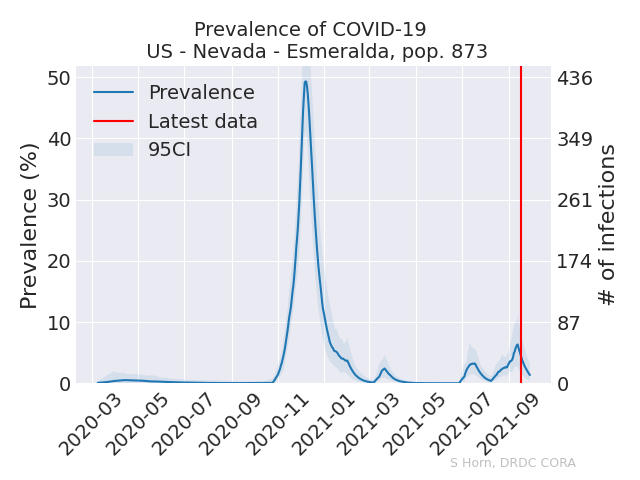 Prevalence of COVID-19
US - Nevada - Esmeralda, pop. 873
Prevalence
Latest data
95CI
Prevalence (%)
50
40
30
20
10
0
436
349
261
174
87
0
# of infections
2020-03
2020-05
2020-07
2020-09
2020-11
2021-01
2021-03
2021-05
2021-07
2021-09
S Horn, DRDC CORA